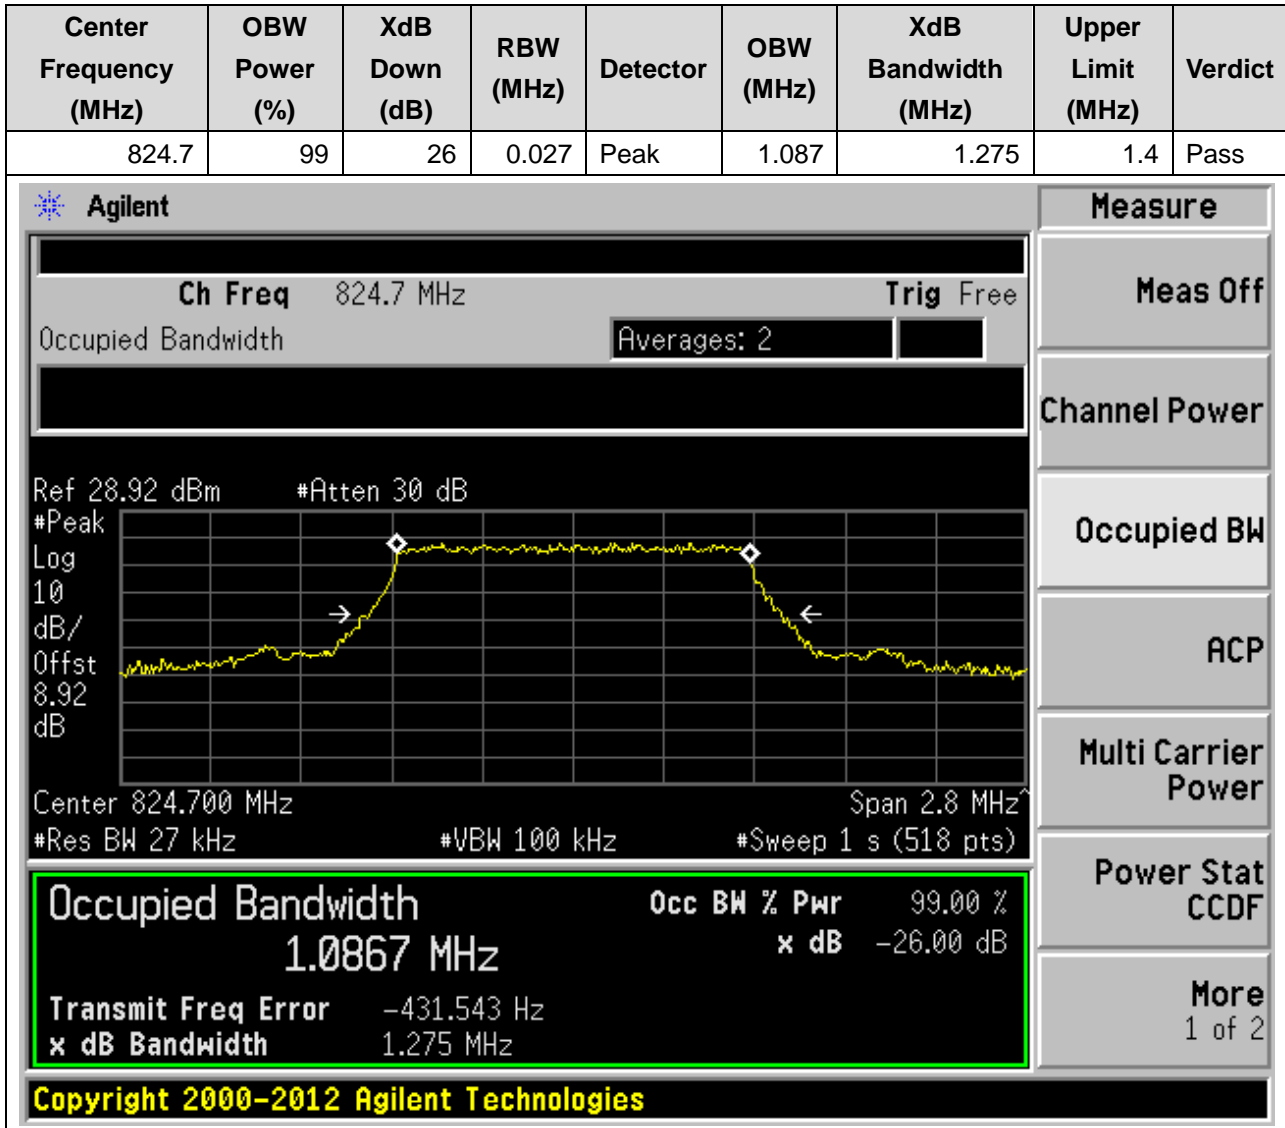 Center Frequency (MHz) OBW Power (%) XdB Down (dB) RBW (MHz) Detector OBW (MHz) XdB Bandwidth (MHz) Upper Limit (MHz) Verdict
824.7 99 26 0.027 Peak 1.087 1.275 1.4 Pass
Agilent
Measure
Ch Freq 824.7 MHz Trig Free
Meas Off
Occupied Bandwidth Averages: 2
Channel Power
Ref 28.92 dBm #Atten 30 dB
#Peak
Log
10
dB/
Offst
8.92
dB
Occupied BW
ACP
Multi Carrier
Power
Center 824.700 MHz Span 2.8 MHz^
#Res BW 27 kHz #VBW 100 kHz #Sweep 1 s (518 pts)
Power Stat
CCDF
Occupied Bandwidth Occ BW % Pwr 99.00 %
1.0867 MHz x dB -26.00 dB
Transmit Freq Error -431.543 Hz
x dB Bandwidth 1.275 MHz
More
1 of 2
Copyright 2000-2012 Agilent Technologies